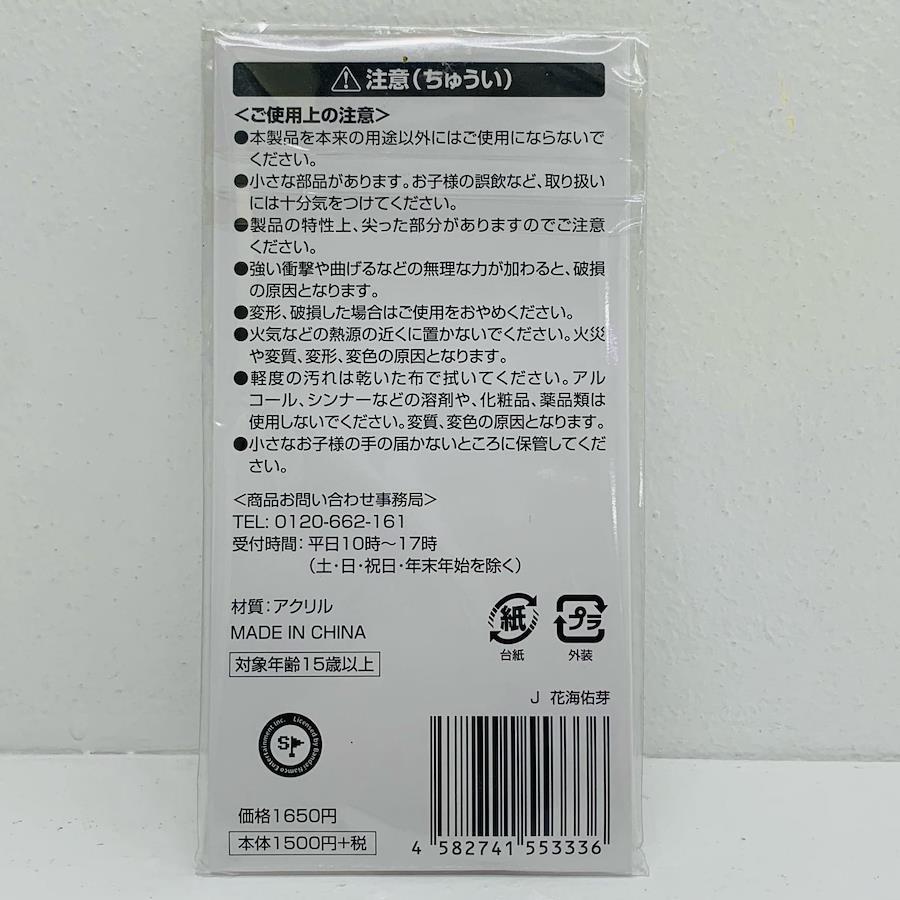 ⚠注意(ちゅうい)
＜ご使用上の注意＞
●本製品を本来の用途以外にはご使用にならないで
ください。
●小さな部品があります。お子様の誤飲など、取り扱い
には十分気をつけてください。
●製品の特性上、尖った部分がありますのでご注意
ください。
●強い衝撃や曲げるなどの無理な力が加わると、破損
の原因となります。
●変形、破損した場合はご使用をおやめください。
●火気などの熱源の近くに置かないでください。火災
や変質、変形、変色の原因となります。
●軽度の汚れは乾いた布で拭いてください。アル
コール、シンナーなどの溶剤や、化粧品、薬品類は
使用しないでください。変質、変色の原因となります。
●小さなお子様の手の届かないところに保管してくだ
さい。
＜商品お問い合わせ事務局＞
TEL: 0120-662-161
受付時間：平日10時～17時
(土・日・祝日・年末年始を除く)
材質：アクリル
MADE IN CHINA
対象年齢15歳以上
紙
台紙
プラ
外装
J 花海佑芽
Licensed by Bandai Namco Entertainment Inc.
SP
価格1650円
本体1500円+税
4 582741 553336